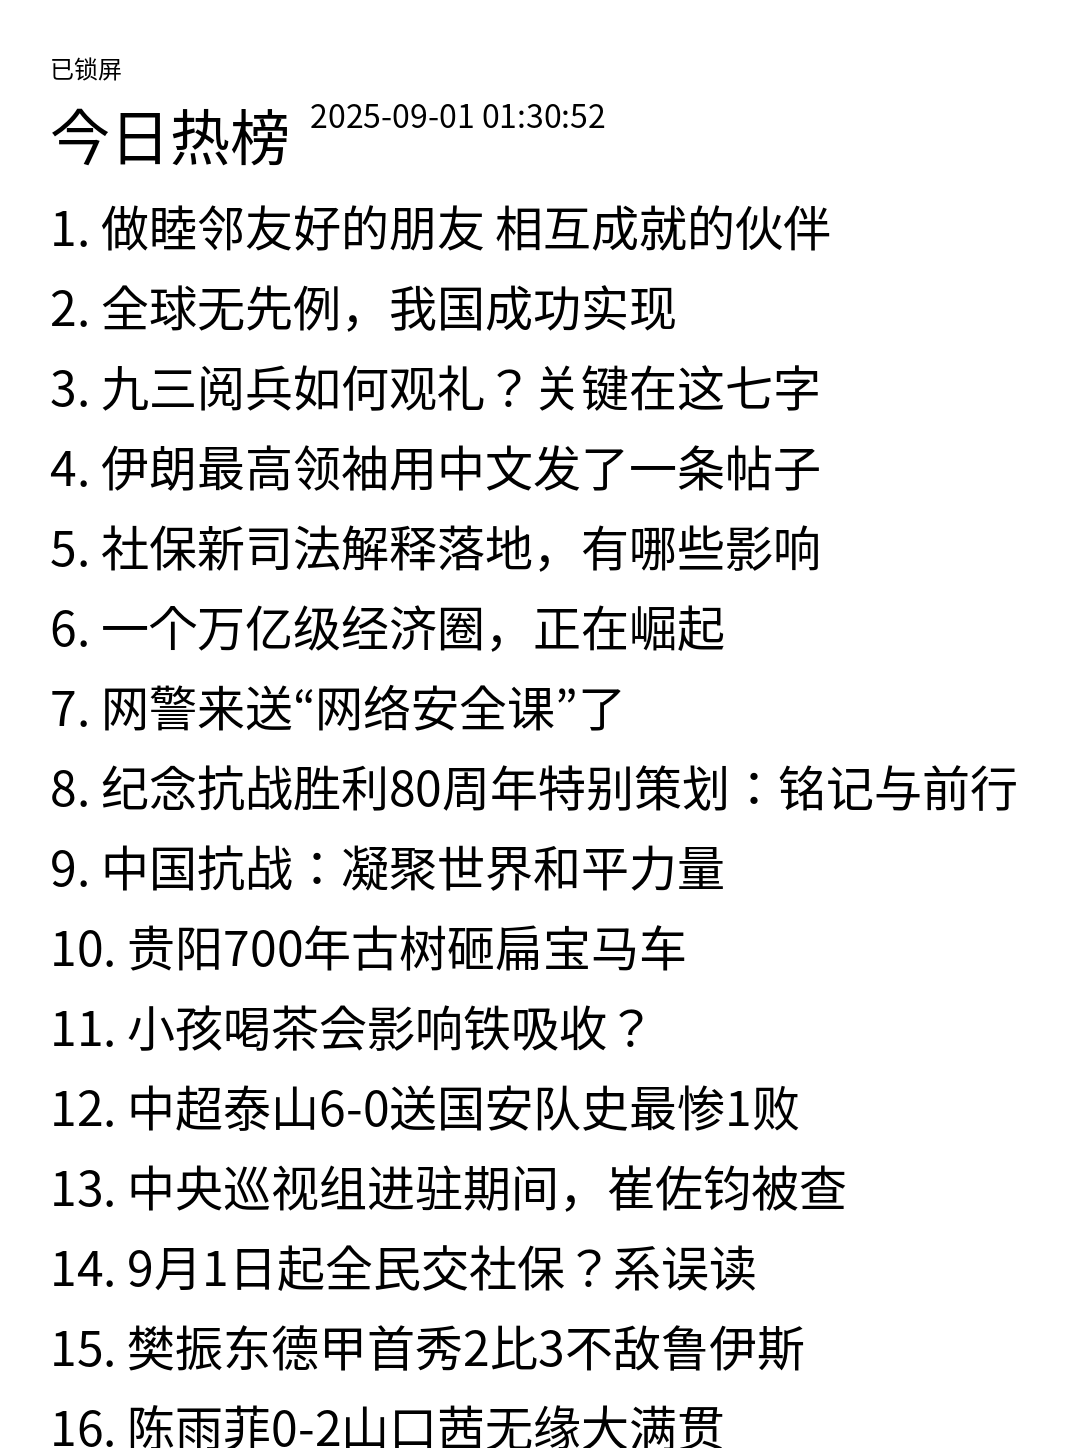 已锁屏
今日热榜 2025-09-01 01:30:52
1. 做睦邻友好的朋友 相互成就的伙伴
2. 全球无先例，我国成功实现
3. 九三阅兵如何观礼？关键在这七字
4. 伊朗最高领袖用中文发了一条帖子
5. 社保新司法解释落地，有哪些影响
6. 一个万亿级经济圈，正在崛起
7. 网警来送“网络安全课”了
8. 纪念抗战胜利80周年特别策划：铭记与前行
9. 中国抗战：凝聚世界和平力量
10. 贵阳700年古树砸扁宝马车
11. 小孩喝茶会影响铁吸收？
12. 中超泰山6-0送国安队史最惨1败
13. 中央巡视组进驻期间，崔佐钧被查
14. 9月1日起全民交社保？系误读
15. 樊振东德甲首秀2比3不敌鲁伊斯
16. 陈雨菲0-2山口茜无缘大满贯